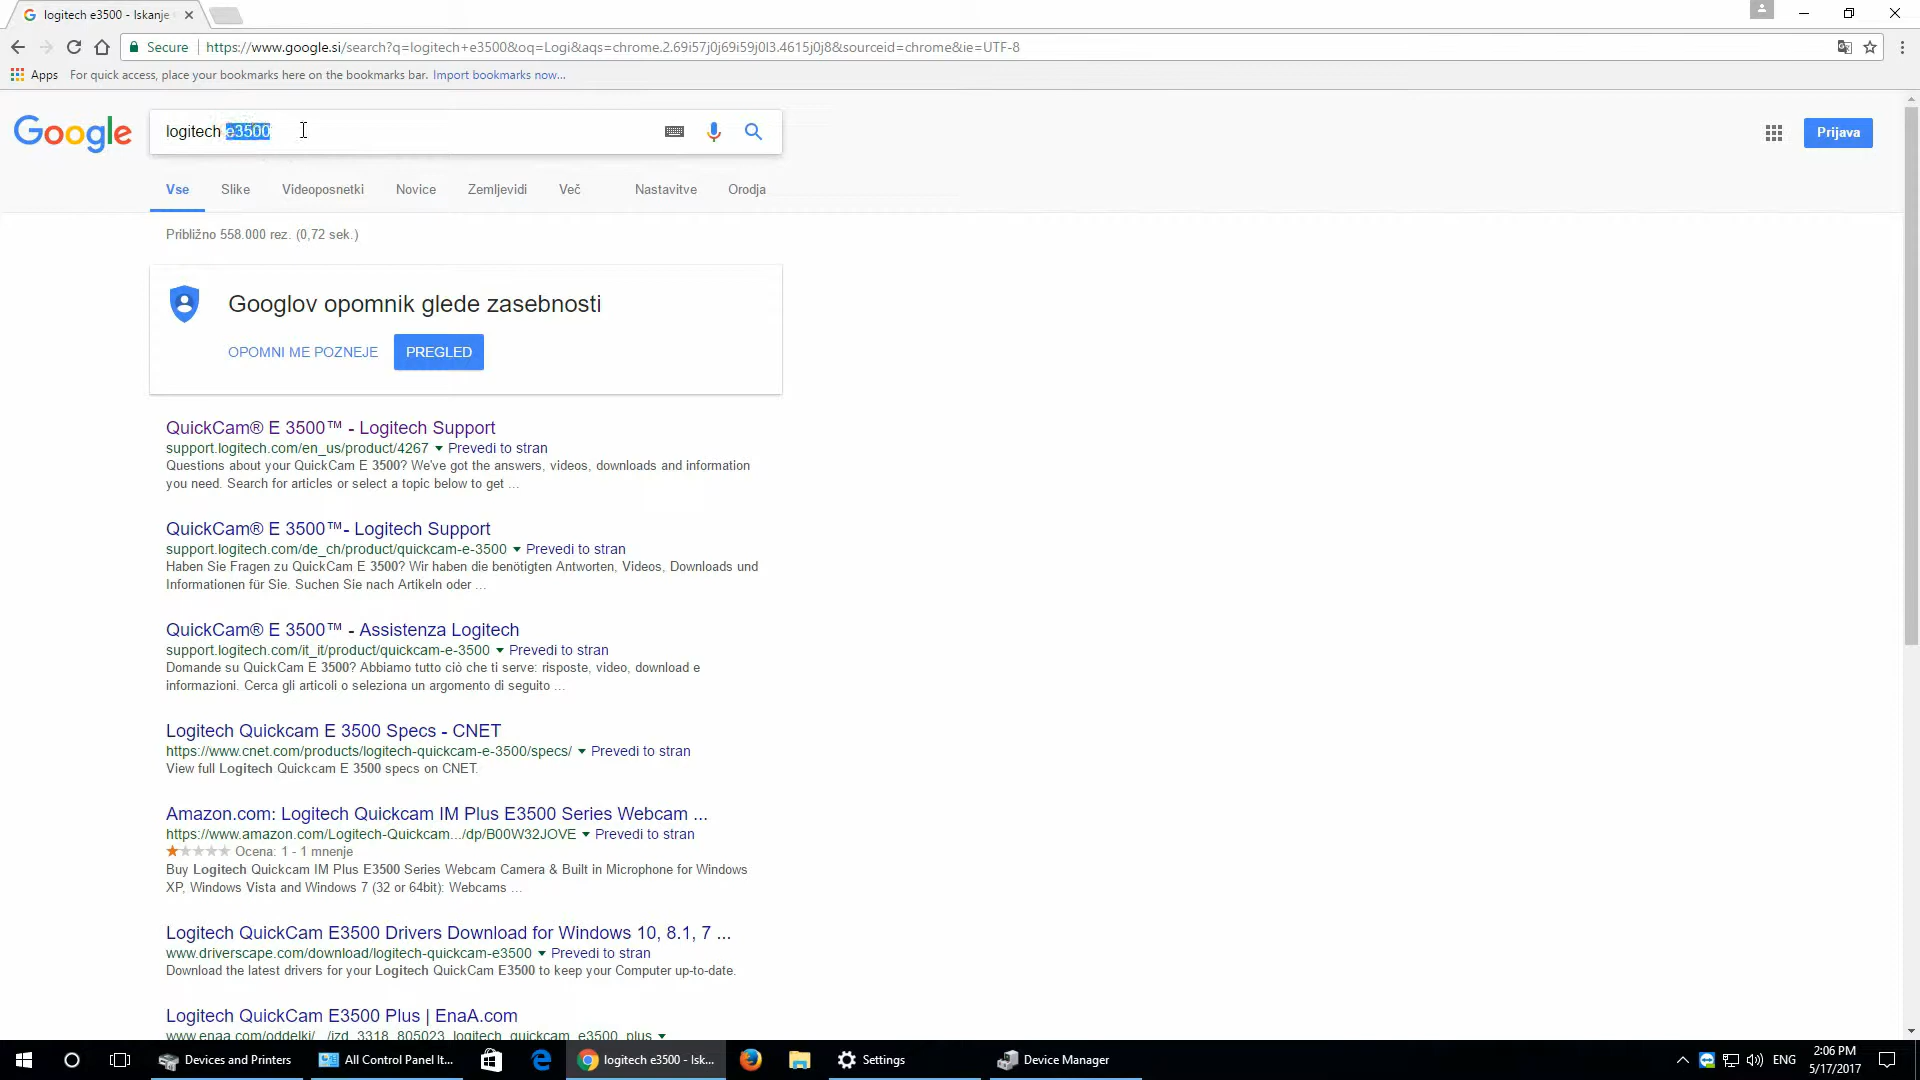 logitech e3500 - Iskanje
Secure https://www.google.si/search?q=logitech+e3500&oq=Logi&aqs=chrome.2.69i57j0j69i59j0l3.4615j0j8&sourceid=chrome&ie=UTF-8
Apps For quick access, place your bookmarks here on the bookmarks bar. Import bookmarks now...
Google logitech e3500 Prijava
Vse Slike Videoposnetki Novice Zemljevidi Več Nastavitve Orodja
Približno 558.000 rez. (0,72 sek.)
Googlov opomnik glede zasebnosti
OPOMNI ME POZNEJE PREGLED
QuickCam® E 3500™ - Logitech Support
support.logitech.com/en_us/product/4267 Prevedi to stran
Questions about your QuickCam E 3500? We've got the answers, videos, downloads and information
you need. Search for articles or select a topic below to get ...
QuickCam® E 3500™- Logitech Support
support.logitech.com/de_ch/product/quickcam-e-3500 Prevedi to stran
Haben Sie Fragen zu QuickCam E 3500? Wir haben die benötigten Antworten, Videos, Downloads und
Informationen für Sie. Suchen Sie nach Artikeln oder ...
QuickCam® E 3500™ - Assistenza Logitech
support.logitech.com/it_it/product/quickcam-e-3500 Prevedi to stran
Domande su QuickCam E 3500? Abbiamo tutto ciò che ti serve: risposte, video, download e
informazioni. Cerca gli articoli o seleziona un argomento di seguito ...
Logitech Quickcam E 3500 Specs - CNET
https://www.cnet.com/products/logitech-quickcam-e-3500/specs/ Prevedi to stran
View full Logitech Quickcam E 3500 specs on CNET.
Amazon.com: Logitech Quickcam IM Plus E3500 Series Webcam ...
https://www.amazon.com/Logitech-Quickcam.../dp/B00W32JOVE Prevedi to stran
Ocena: 1 - 1 mnenje
Buy Logitech Quickcam IM Plus E3500 Series Webcam Camera & Built in Microphone for Windows
XP, Windows Vista and Windows 7 (32 or 64bit): Webcams ...
Logitech QuickCam E3500 Drivers Download for Windows 10, 8.1, 7 ...
www.driverscape.com/download/logitech-quickcam-e3500 Prevedi to stran
Download the latest drivers for your Logitech QuickCam E3500 to keep your Computer up-to-date.
Logitech QuickCam E3500 Plus | EnaA.com
www.enaa.com/oddelki/.../izd_3318_805023_logitech_quickcam_e3500_plus
Devices and Printers All Control Panel It... logitech e3500 - Isk... Settings Device Manager ENG 2:06 PM
5/17/2017